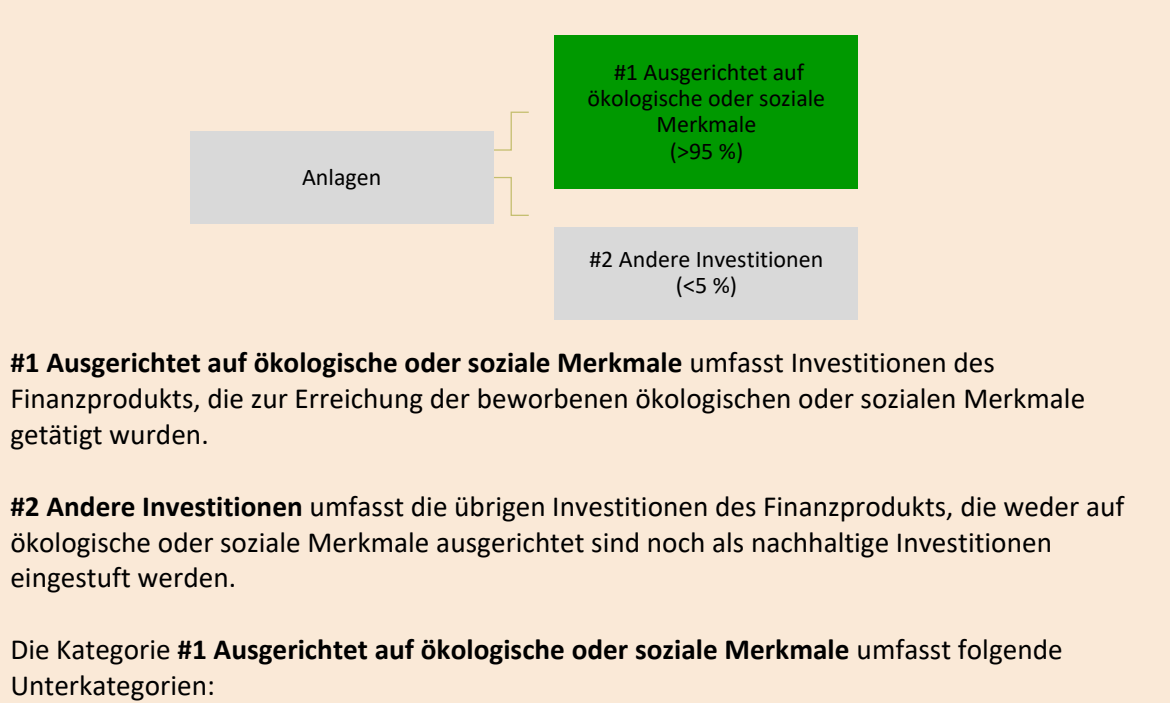 #1 Ausgerichtet auf
ökologische oder soziale
Merkmale
(>95 %)
Anlagen
#2 Andere Investitionen
(<5 %)
#1 Ausgerichtet auf ökologische oder soziale Merkmale umfasst Investitionen des
Finanzprodukts, die zur Erreichung der beworbenen ökologischen oder sozialen Merkmale
getätigt wurden.
#2 Andere Investitionen umfasst die übrigen Investitionen des Finanzprodukts, die weder auf
ökologische oder soziale Merkmale ausgerichtet sind noch als nachhaltige Investitionen
eingestuft werden.
Die Kategorie #1 Ausgerichtet auf ökologische oder soziale Merkmale umfasst folgende
Unterkategorien: